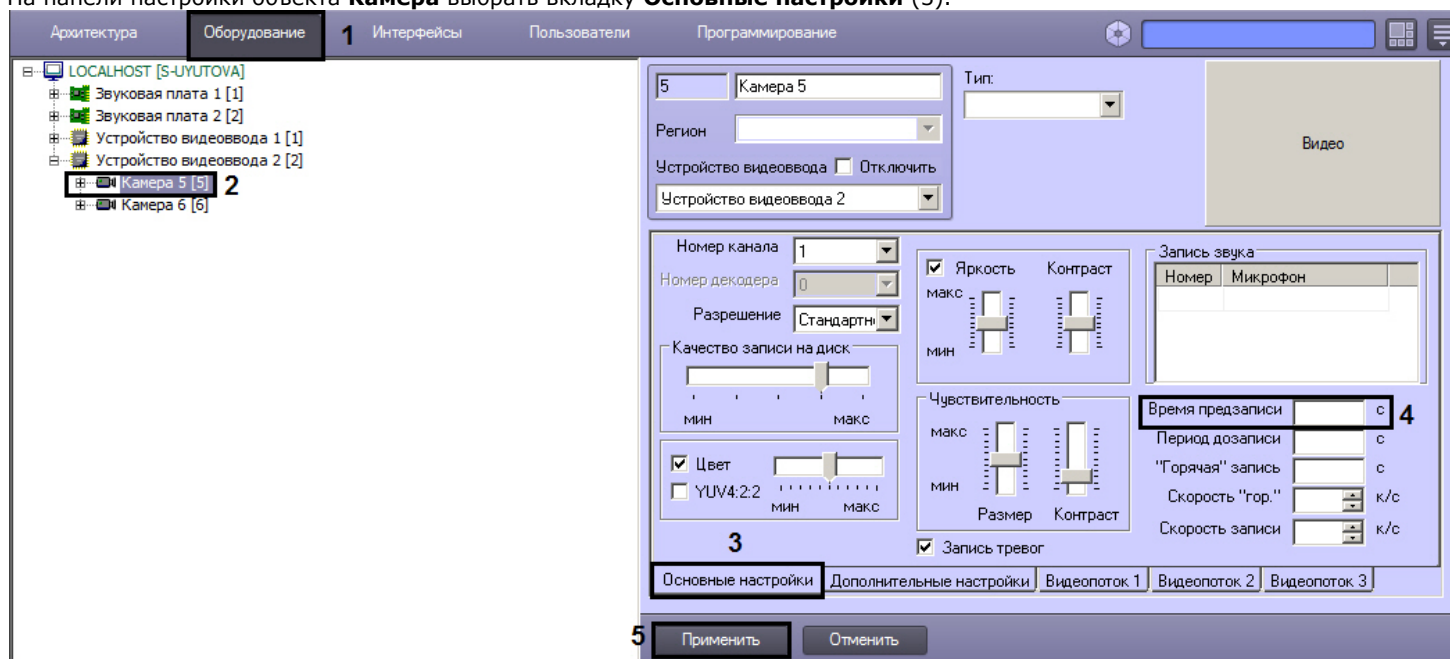 На панели настройки объекта Камера выбрать вкладку Основные настройки (3).
Архитектура Оборудование 1 Интерфейсы Пользователи Программирование
LOCALHOST [S-UYUTOVA]
Звуковая плата 1 [1]
Звуковая плата 2 [2]
Устройство видеоввода 1 [1]
Устройство видеоввода 2 [2]
Камера 5 [5] 2
Камера 6 [6]
5 Камера 5
Тип:
Регион
Устройство видеоввода Отключить
Устройство видеоввода 2
Видео
Номер канала 1
Номер декодера 0
Разрешение Стандартн
Качество записи на диск
мин макс
Цвет
YUV4:2:2
мин макс
3
Яркость Контраст
макс
мин
Чувствительность
макс
мин
Размер Контраст
Запись тревог
Запись звука
Номер Микрофон
Время предзаписи с 4
Период дозаписи с
"Горячая" запись с
Скорость "гор." к/с
Скорость записи к/с
Основные настройки Дополнительные настройки Видеопоток 1 Видеопоток 2 Видеопоток 3
5 Применить Отменить